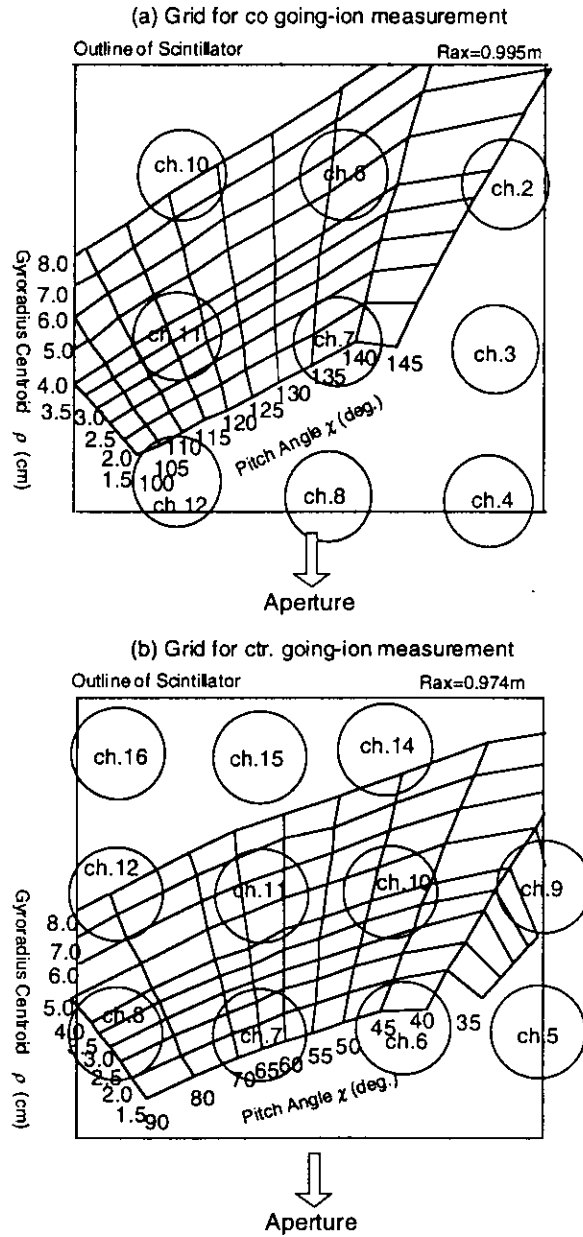 (a) Grid for co going-ion measurement
Outline of Scintillator Rax=0.995m
ch.10 ch.6 ch.2
ch.11 ch.7 ch.3
ch.12 ch.8 ch.4
8.0
7.0
6.0
5.0
4.0
3.5
3.0
2.5
2.0
1.5
Gyroradius Centroid ρ (cm)
100
105
110
115
120
125
130
135
140
145
Pitch Angle χ (deg.)
Aperture
(b) Grid for ctr. going-ion measurement
Outline of Scintillator Rax=0.974m
ch.16 ch.15 ch.14
ch.12 ch.11 ch.10 ch.9
ch.8 ch.7 ch.6 ch.5
8.0
7.0
6.0
5.0
4.0
3.0
2.5
2.0
1.5
Gyroradius Centroid ρ (cm)
90
80
70
65
60
55
50
45
40
35
Pitch Angle χ (deg.)
Aperture